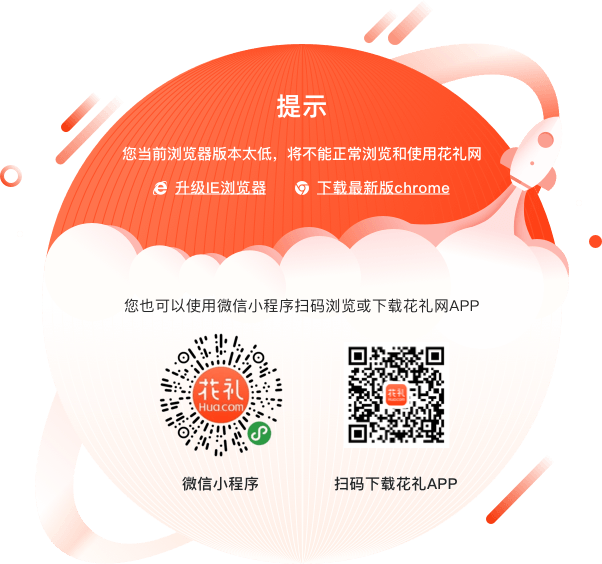 提示
您当前浏览器版本太低，将不能正常浏览和使用花礼网
升级IE浏览器 下载最新版chrome
您也可以使用微信小程序扫码浏览或下载花礼网APP
花礼 花礼
Hua.com
微信小程序 扫码下载花礼APP